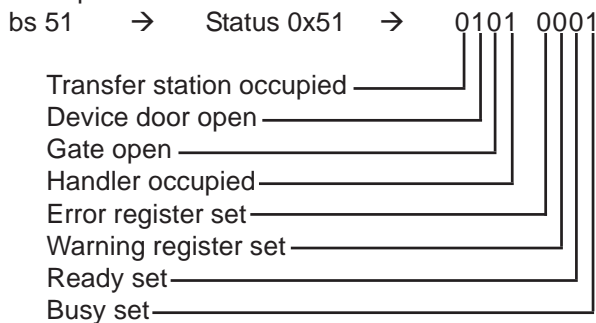 bs 51 → Status 0x51 → 0101 0001
Transfer station occupied
Device door open
Gate open
Handler occupied
Error register set
Warning register set
Ready set
Busy set